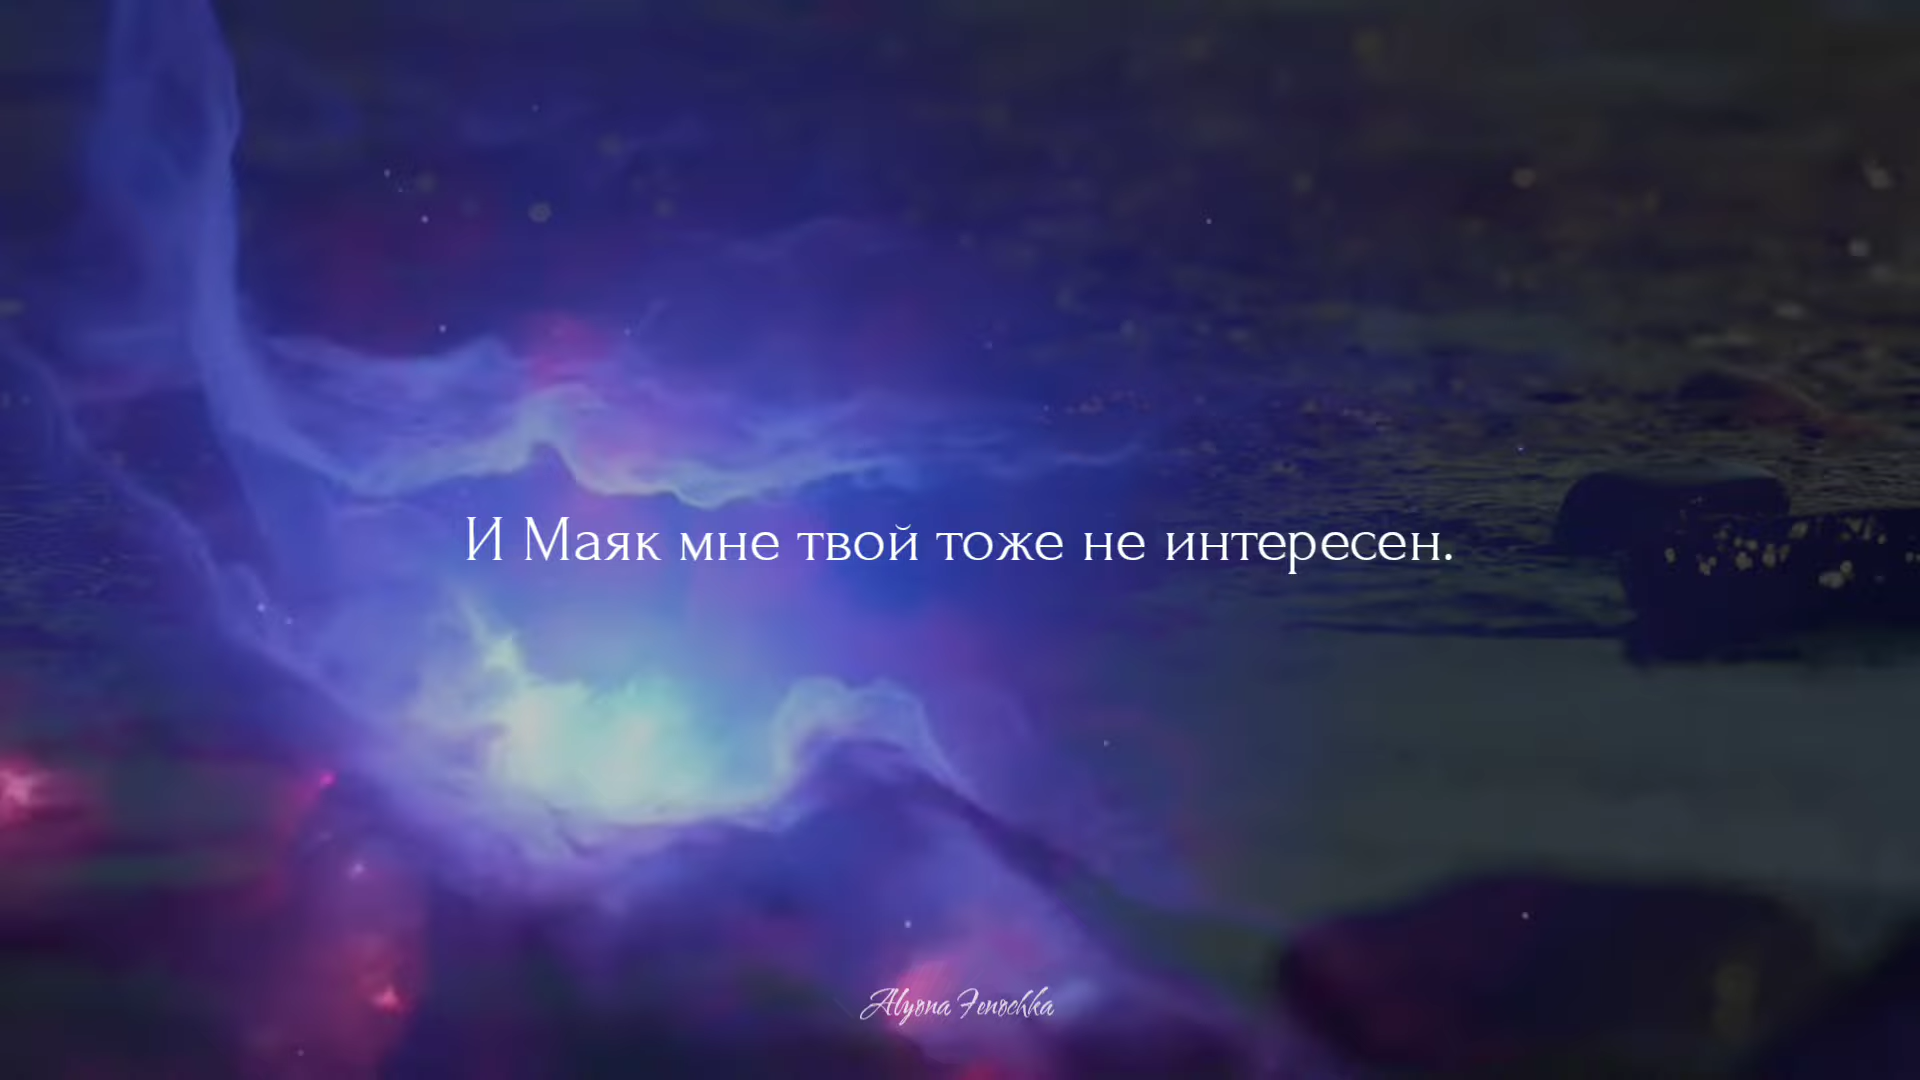 И Маяк мне твой тоже не интересен.
Alyona Fenochka